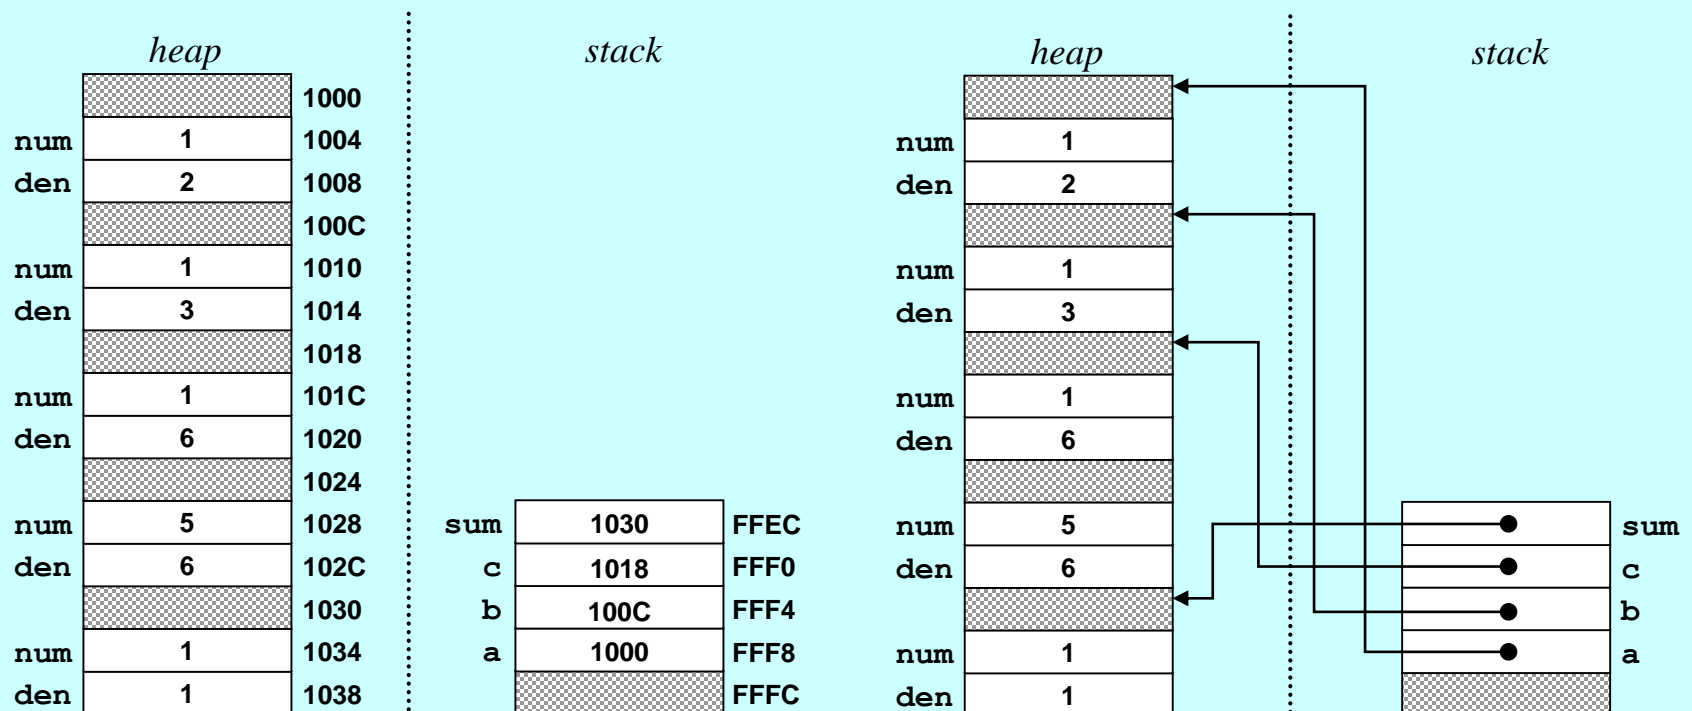 heap stack heap stack
1000
num 1 1004 num 1
den 2 1008 den 2
100C
num 1 1010 num 1
den 3 1014 den 3
1018
num 1 101C num 1
den 6 1020 den 6
1024
num 5 1028 sum 1030 FFEC num 5 sum
den 6 102C c 1018 FFF0 den 6 c
1030 b 100C FFF4 b
num 1 1034 a 1000 FFF8 num 1 a
den 1 1038 FFFC den 1